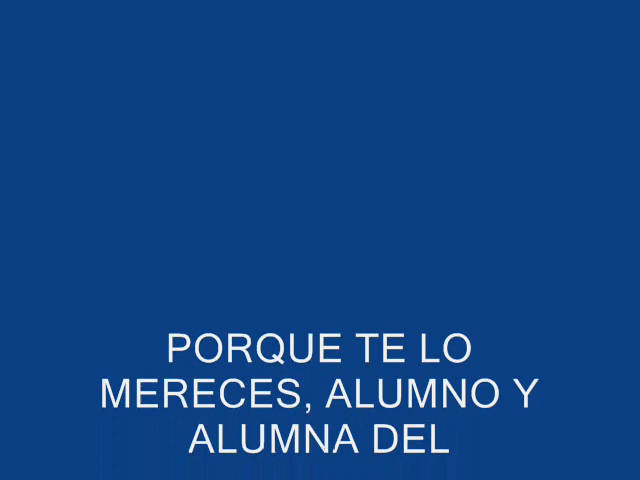 PORQUE TE LO
MERECES, ALUMNO Y
ALUMNA DEL